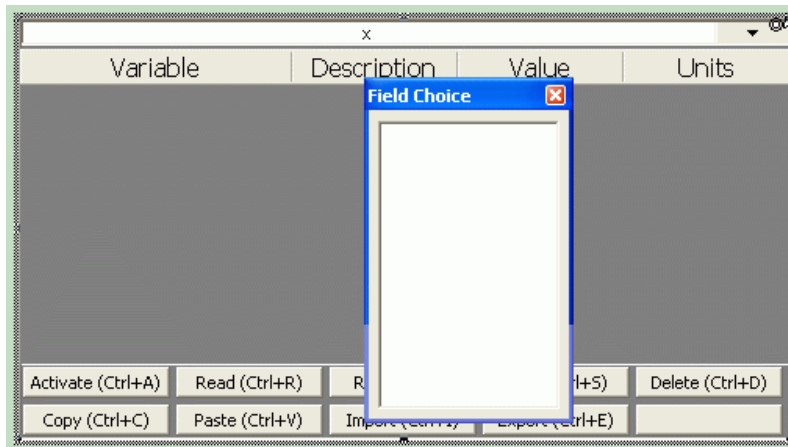 x
Variable Description Value Units
Field Choice
Activate (Ctrl+A) Read (Ctrl+R) Delete (Ctrl+D)
Copy (Ctrl+C) Paste (Ctrl+V)